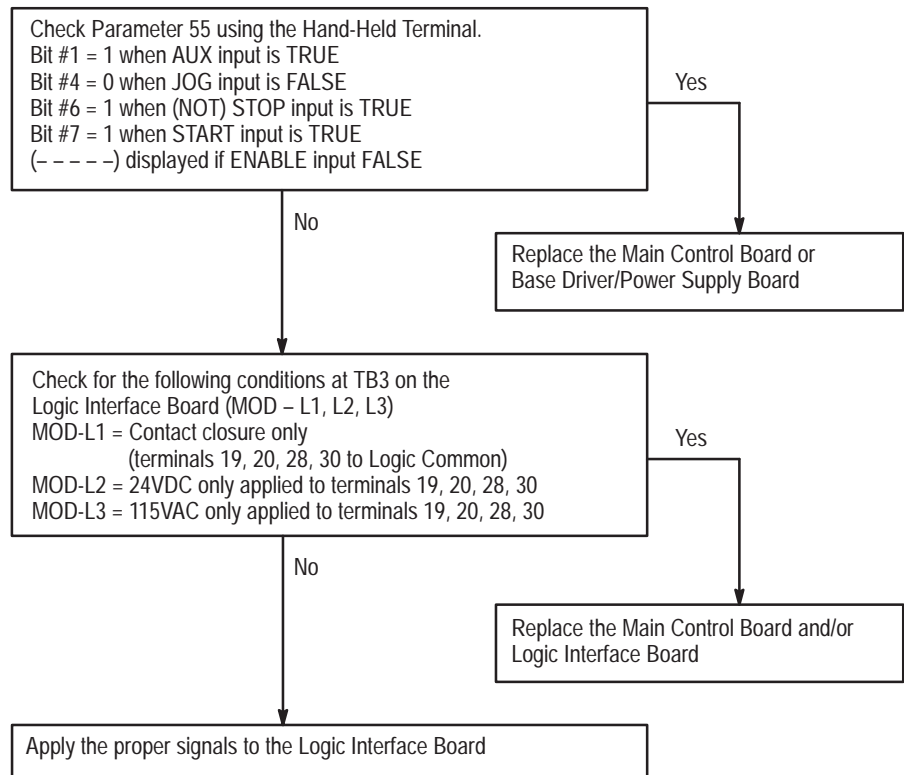 Check Parameter 55 using the Hand-Held Terminal.
Bit #1 = 1 when AUX input is TRUE
Bit #4 = 0 when JOG input is FALSE
Bit #6 = 1 when (NOT) STOP input is TRUE
Bit #7 = 1 when START input is TRUE
(– – – – –) displayed if ENABLE input FALSE
Yes
No
Replace the Main Control Board or
Base Driver/Power Supply Board
Check for the following conditions at TB3 on the
Logic Interface Board (MOD – L1, L2, L3)
MOD-L1 = Contact closure only
(terminals 19, 20, 28, 30 to Logic Common)
MOD-L2 = 24VDC only applied to terminals 19, 20, 28, 30
MOD-L3 = 115VAC only applied to terminals 19, 20, 28, 30
Yes
No
Replace the Main Control Board and/or
Logic Interface Board
Apply the proper signals to the Logic Interface Board